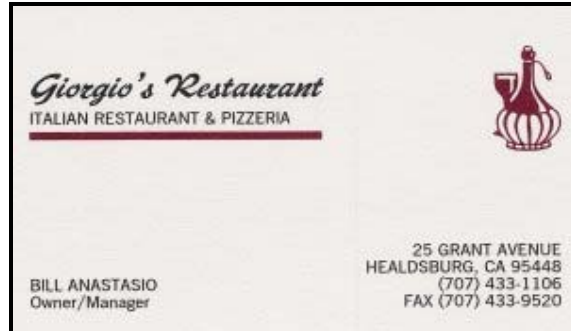 Giorgio's Restaurant
ITALIAN RESTAURANT & PIZZERIA
BILL ANASTASIO
Owner/Manager
25 GRANT AVENUE
HEALDSBURG, CA 95448
(707) 433-1106
FAX (707) 433-9520